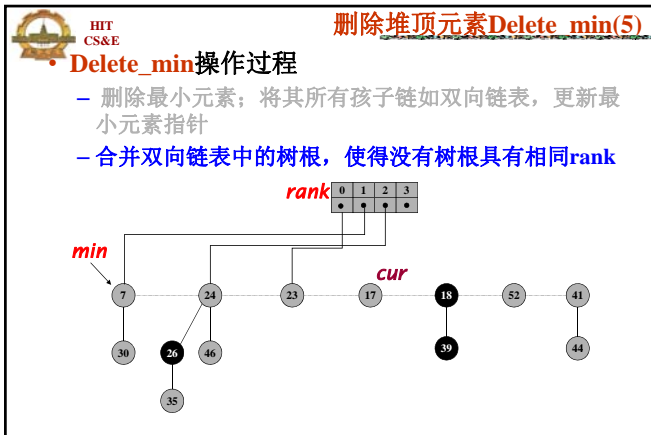 HIT
CS&E
删除堆顶元素Delete_min(5)
• Delete_min操作过程
– 删除最小元素；将其所有孩子链如双向链表，更新最
小元素指针
– 合并双向链表中的树根，使得没有树根具有相同rank
rank 0 1 2 3
min
cur
7 24 23 17 18 52 41
30 26 46 39 44
35